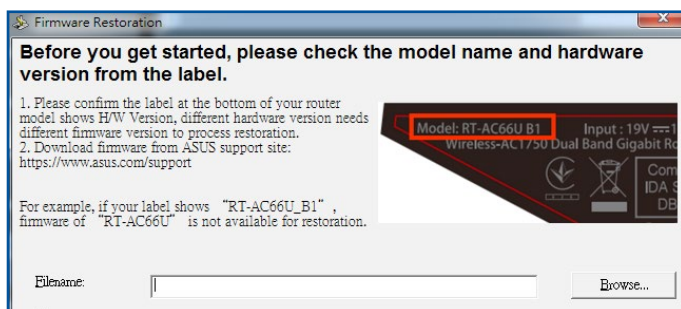 Firmware Restoration
Before you get started, please check the model name and hardware
version from the label.
1. Please confirm the label at the bottom of your router
model shows H/W Version, different hardware version needs
different firmware version to process restoration.
2. Download firmware from ASUS support site:
https://www.asus.com/support
For example, if your label shows “RT-AC66U_B1”,
firmware of “RT-AC66U” is not available for restoration.
Model: RT-AC66U B1
Input : 19V
Wireless-AC1750 Dual Band Gigabit
Com
IDA
DB
Filename:
Browse...